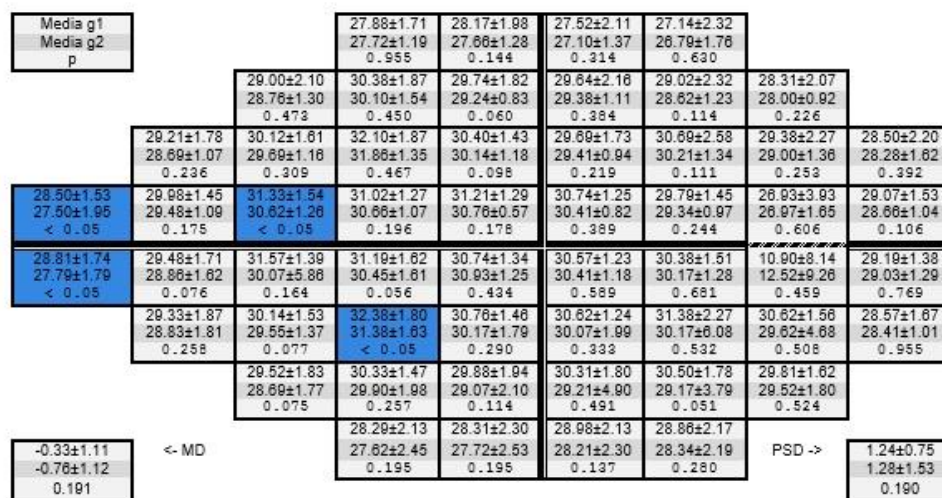 Media g1 27.88±1.71 28.17±1.98 27.52±2.11 27.14±2.32
Media g2 27.72±1.19 27.66±1.28 27.10±1.37 26.79±1.76
p 0.955 0.144 0.314 0.630
29.00±2.10 30.38±1.87 29.74±1.82 29.64±2.16 29.02±2.32 28.31±2.07
28.76±1.30 30.10±1.54 29.24±0.83 29.38±1.11 28.62±1.23 28.00±0.92
0.473 0.450 0.060 0.384 0.114 0.226
29.21±1.78 30.12±1.61 32.10±1.87 30.40±1.43 29.69±1.73 30.69±2.58 29.38±2.27 28.50±2.20
28.69±1.07 29.69±1.16 31.86±1.35 30.14±1.18 29.41±0.94 30.21±1.34 29.00±1.36 28.28±1.62
0.236 0.309 0.467 0.098 0.219 0.111 0.253 0.392
28.50±1.53 29.98±1.45 31.33±1.54 31.02±1.27 31.21±1.29 30.74±1.25 29.79±1.45 26.93±3.93 29.07±1.53
27.50±1.95 29.48±1.09 30.62±1.26 30.66±1.07 30.76±0.57 30.41±0.82 29.34±0.97 26.97±1.65 28.66±1.04
< 0.05 0.175 < 0.05 0.196 0.178 0.389 0.244 0.606 0.106
28.81±1.74 29.48±1.71 31.57±1.39 31.19±1.62 30.74±1.34 30.57±1.23 30.38±1.51 10.90±8.14 29.19±1.38
27.79±1.79 28.86±1.62 30.07±5.86 30.45±1.61 30.93±1.25 30.41±1.18 30.17±1.28 12.52±9.26 29.03±1.29
< 0.05 0.076 0.164 0.056 0.434 0.589 0.681 0.459 0.769
29.33±1.87 30.14±1.53 32.38±1.80 30.76±1.46 30.62±1.24 31.38±2.27 30.62±1.56 28.57±1.67
28.83±1.81 29.55±1.37 31.38±1.63 30.17±1.79 30.07±1.99 30.17±6.08 29.62±4.68 28.41±1.01
0.258 0.077 < 0.05 0.290 0.333 0.532 0.508 0.955
29.52±1.83 30.33±1.47 29.88±1.94 30.31±1.80 30.50±1.78 29.81±1.62
28.69±1.77 29.90±1.98 29.07±2.10 29.21±4.90 29.17±3.79 29.52±1.80
0.075 0.257 0.114 0.491 0.051 0.524
28.29±2.13 28.31±2.30 28.98±2.13 28.86±2.17
-0.33±1.11 <- MD 27.62±2.45 27.72±2.53 28.21±2.30 28.34±2.19 PSD -> 1.24±0.75
-0.76±1.12 0.195 0.195 0.137 0.280 1.28±1.53
0.191 0.190